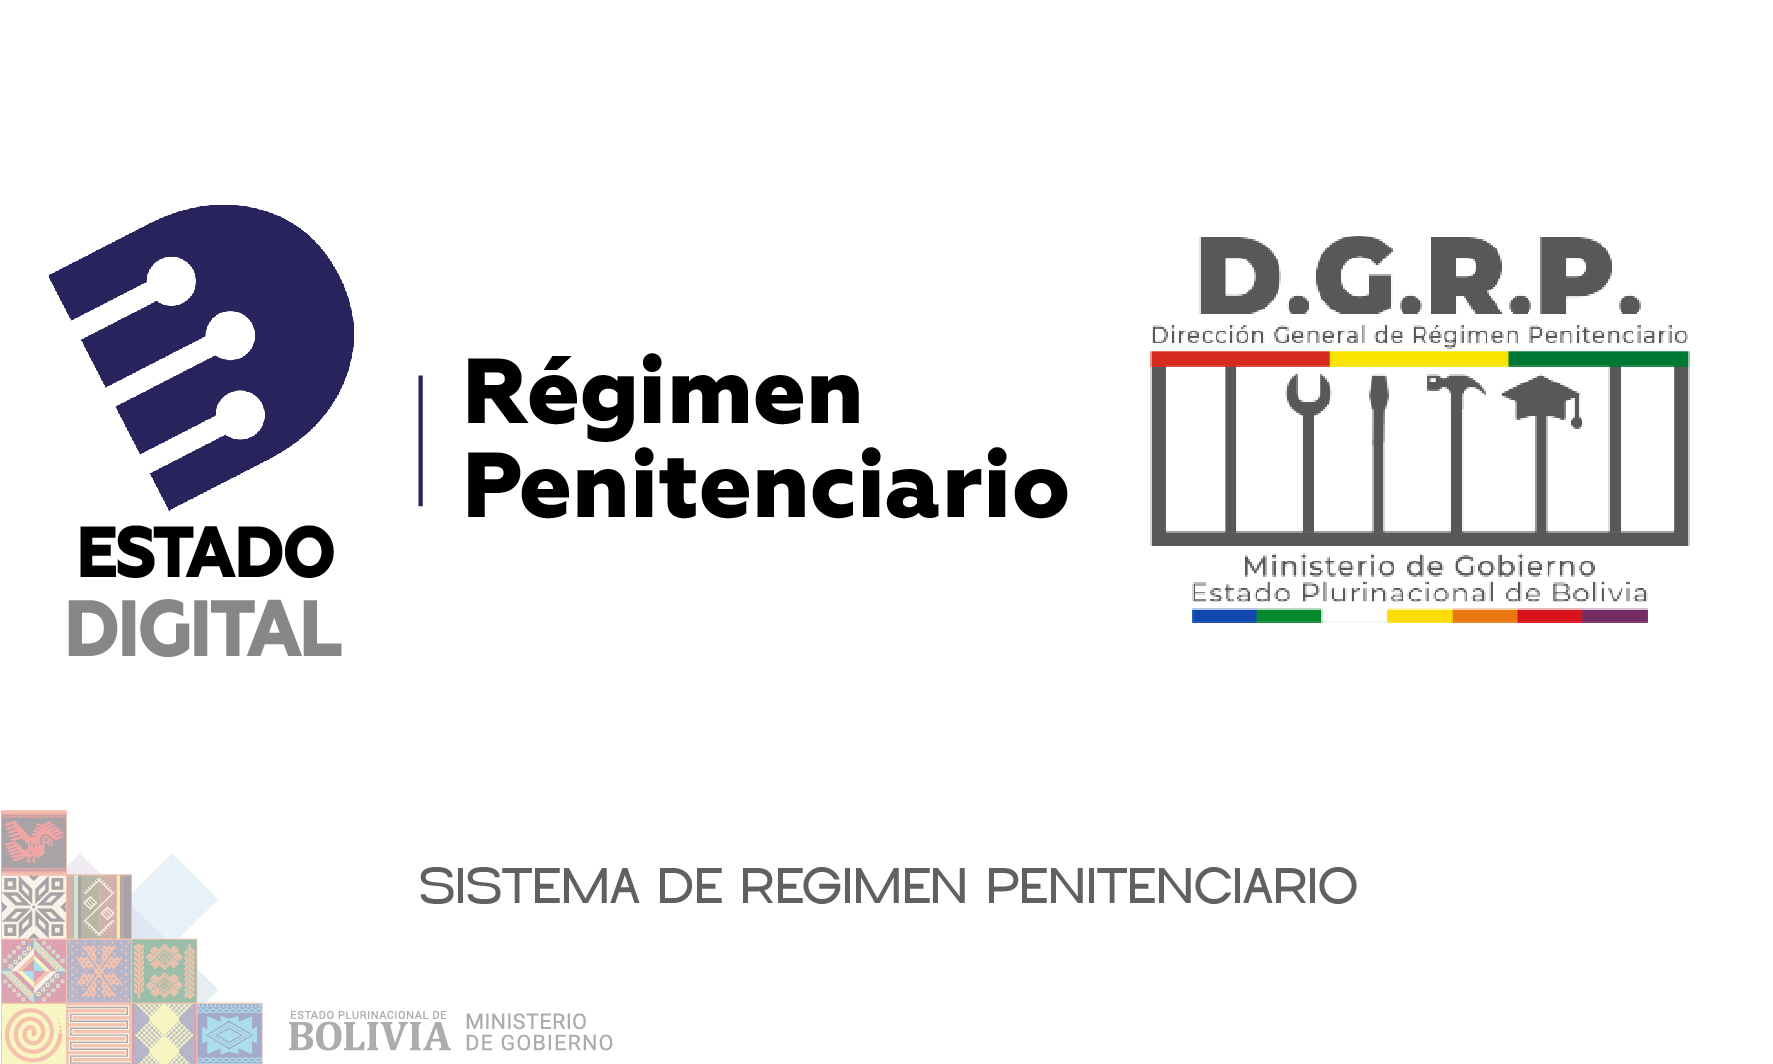 ESTADO
DIGITAL
Régimen
Penitenciario
D.G.R.P.
Dirección General de Régimen Penitenciario
Ministerio de Gobierno
Estado Plurinacional de Bolivia
SISTEMA DE REGIMEN PENITENCIARIO
ESTADO PLURINACIONAL DE
BOLIVIA
MINISTERIO
DE GOBIERNO